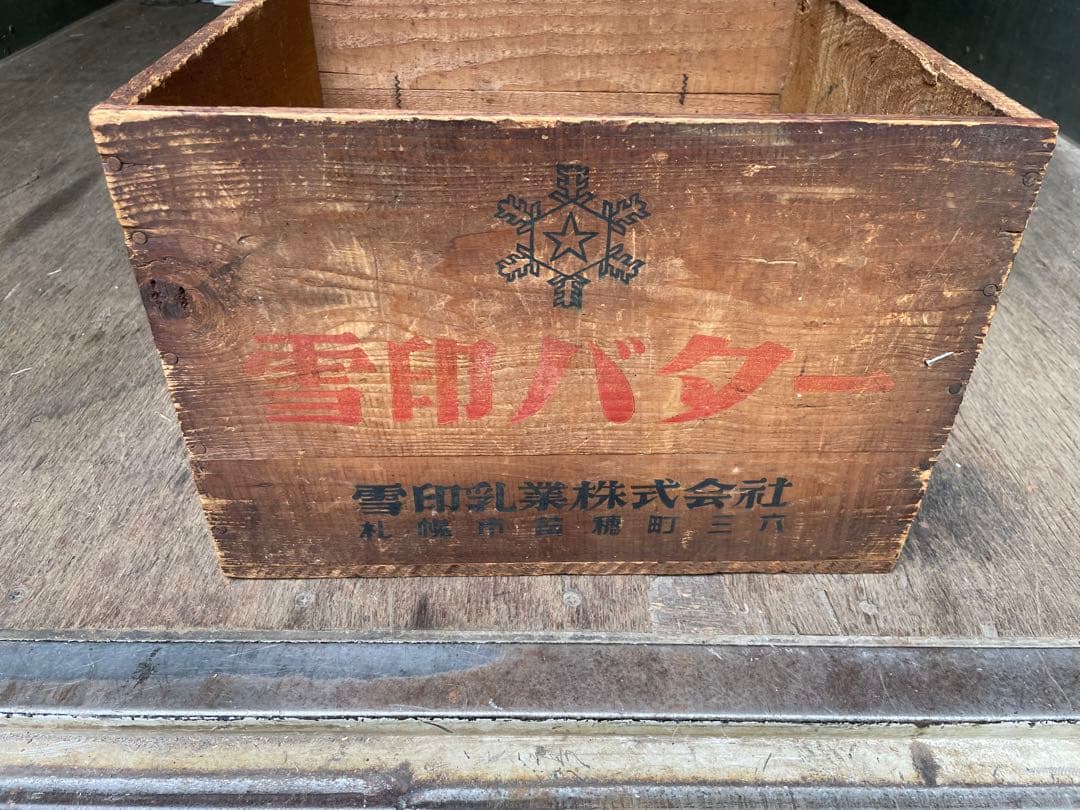 雪印バター
雪印乳業株式会社
札幌市苗穂町三六